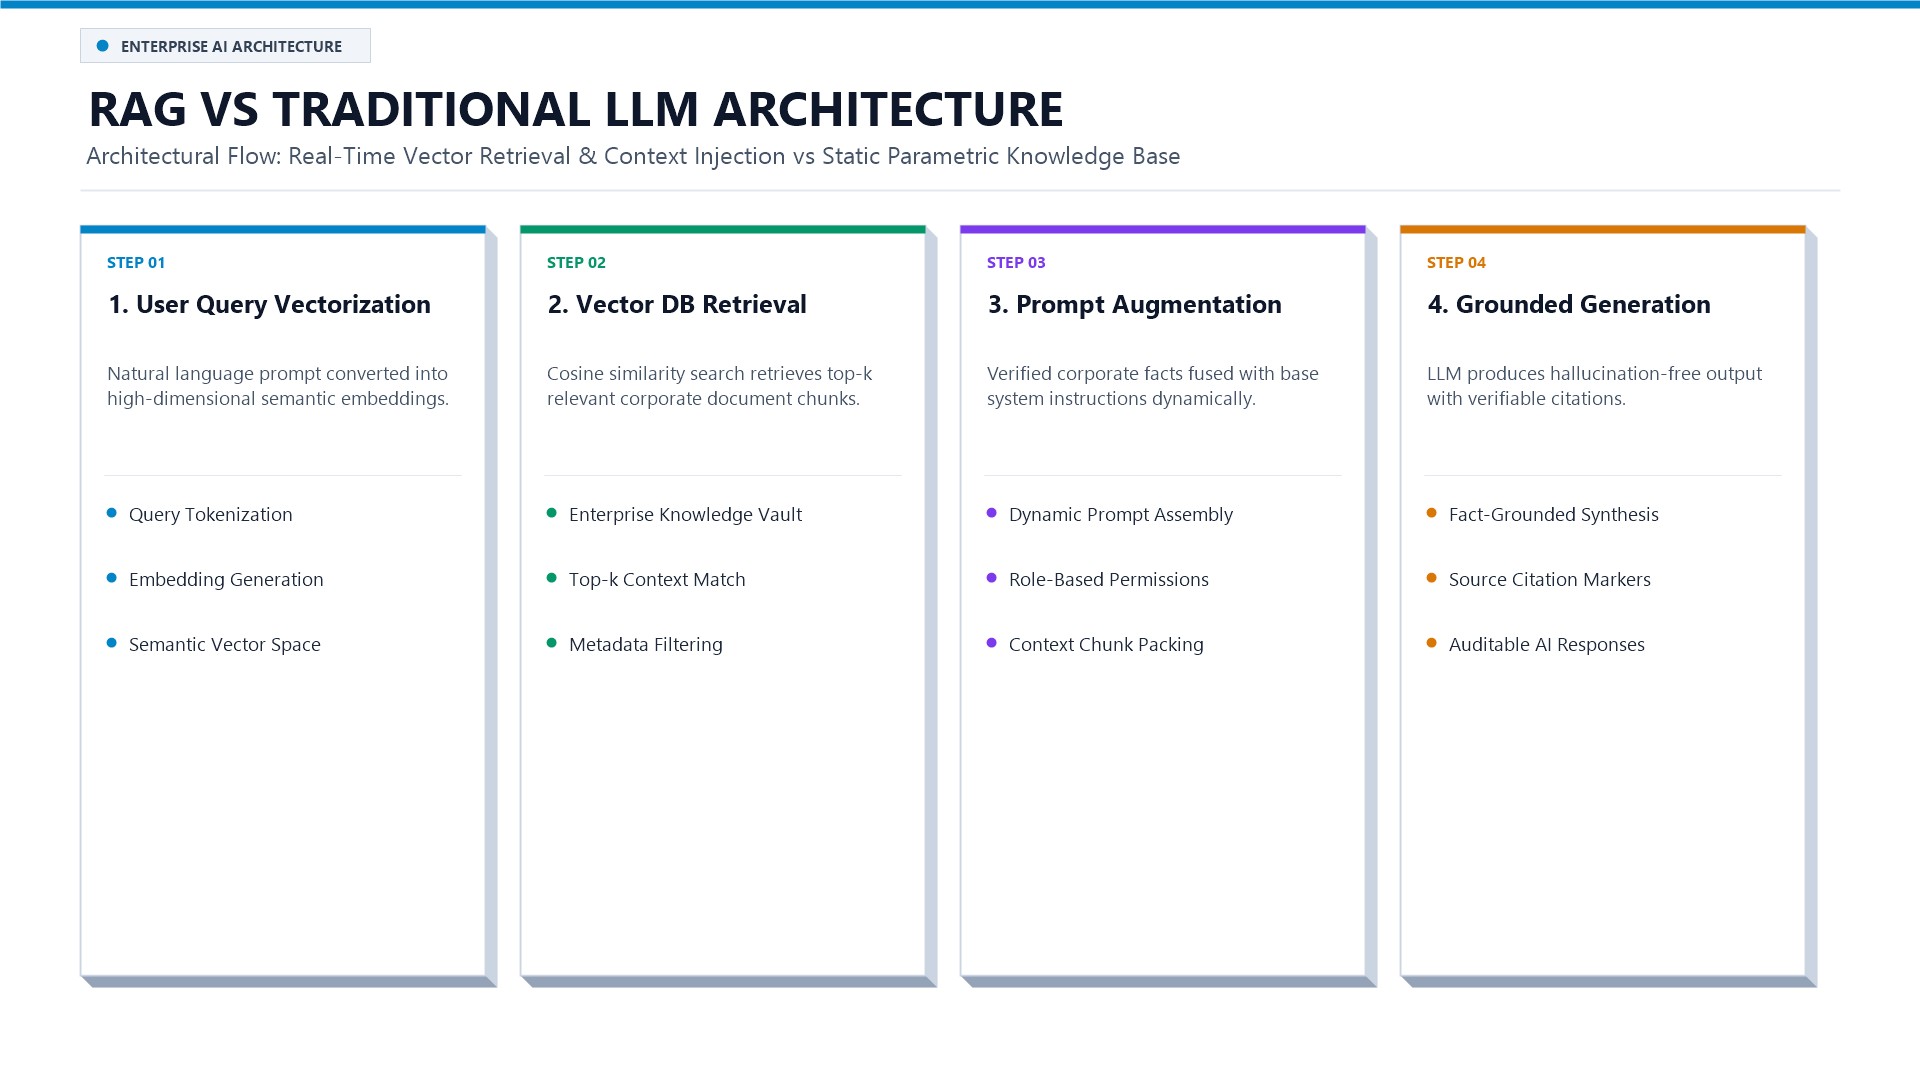 ENTERPRISE AI ARCHITECTURE
RAG VS TRADITIONAL LLM ARCHITECTURE
Architectural Flow: Real-Time Vector Retrieval & Context Injection vs Static Parametric Knowledge Base
STEP 01
1. User Query Vectorization
Natural language prompt converted into
high-dimensional semantic embeddings.
Query Tokenization
Embedding Generation
Semantic Vector Space
STEP 02
2. Vector DB Retrieval
Cosine similarity search retrieves top-k
relevant corporate document chunks.
Enterprise Knowledge Vault
Top-k Context Match
Metadata Filtering
STEP 03
3. Prompt Augmentation
Verified corporate facts fused with base
system instructions dynamically.
Dynamic Prompt Assembly
Role-Based Permissions
Context Chunk Packing
STEP 04
4. Grounded Generation
LLM produces hallucination-free output
with verifiable citations.
Fact-Grounded Synthesis
Source Citation Markers
Auditable AI Responses